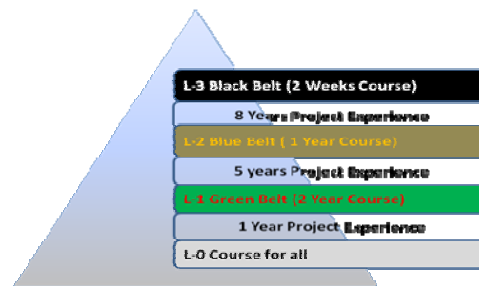 L-3 Black Belt (2 Weeks Course)
8 Years Project Experience
L-2 Blue Belt ( 1 Year Course)
5 years Project Experience
L-1 Green Belt (2 Year Course)
1 Year Project Experience
L-0 Course for all